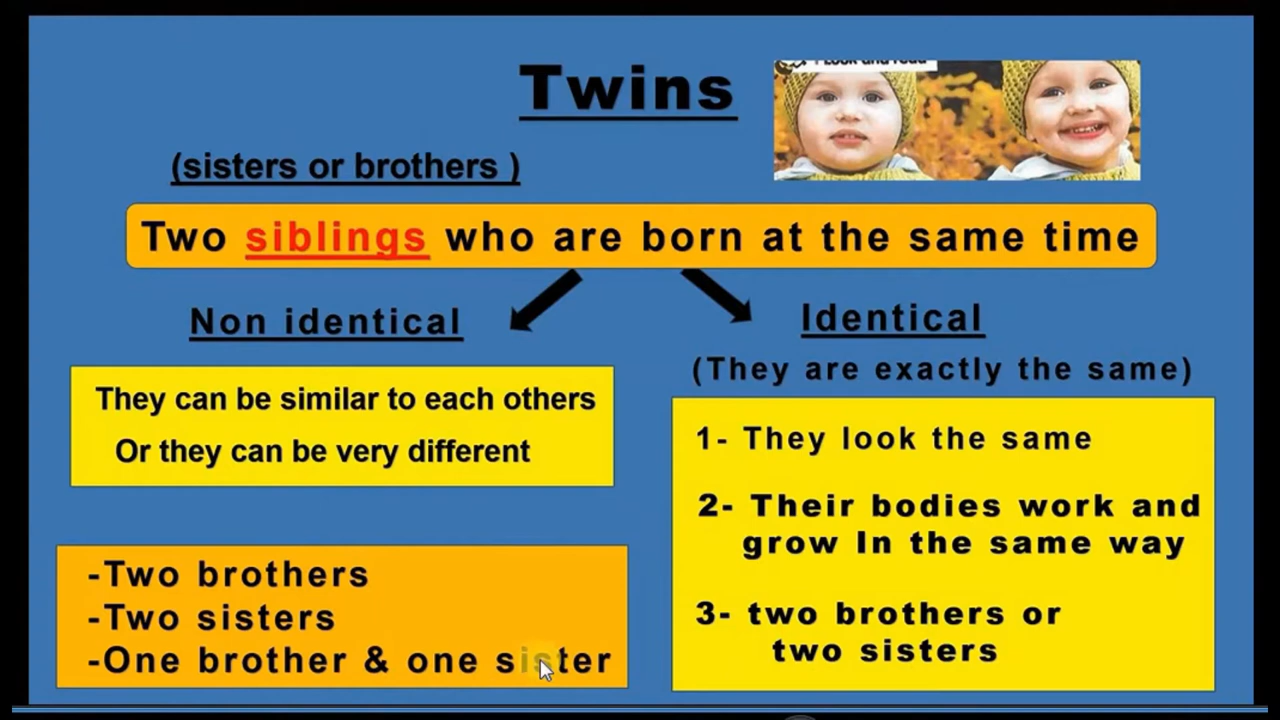 Twins
Look and read
(sisters or brothers )
Two siblings who are born at the same time
Non identical
They can be similar to each others
Or they can be very different
-Two brothers
-Two sisters
-One brother & one sister
Identical
(They are exactly the same)
1- They look the same
2- Their bodies work and
grow In the same way
3- two brothers or
two sisters